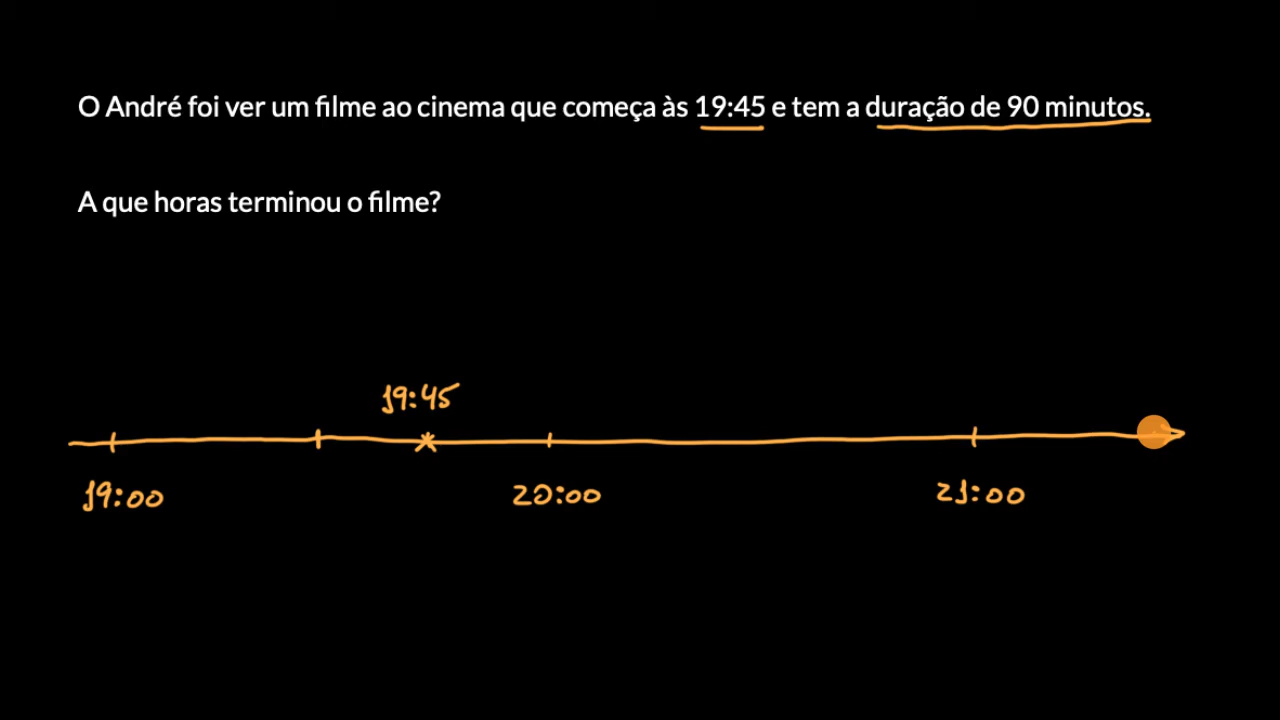 O André foi ver um filme ao cinema que começa às 19:45 e tem a duração de 90 minutos.
A que horas terminou o filme?
19:45
19:00 20:00 21:00